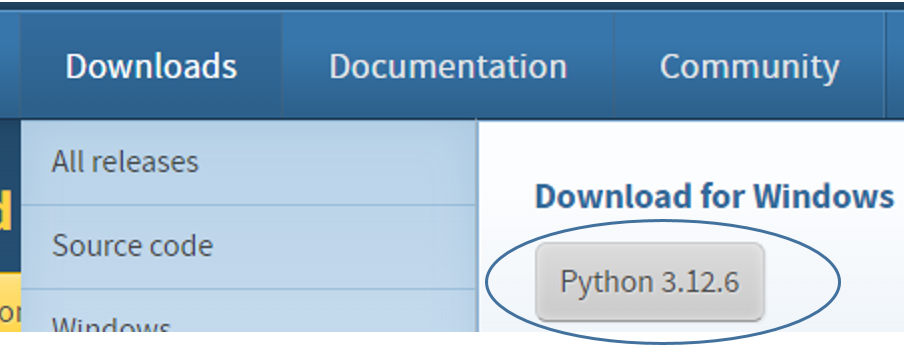 Downloads
Documentation
Community
All releases
Source code
Windows
Download for Windows
Python 3.12.6